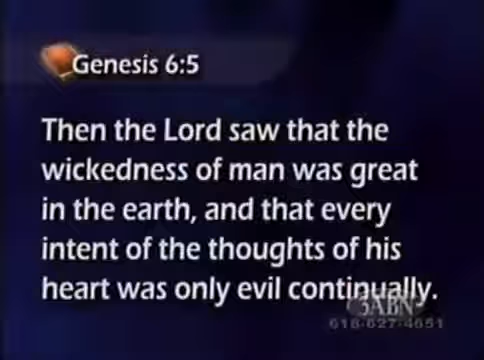 Genesis 6:5
Then the Lord saw that the
wickedness of man was great
in the earth, and that every
intent of the thoughts of his
heart was only evil continually.
3ABN
618-627-4651